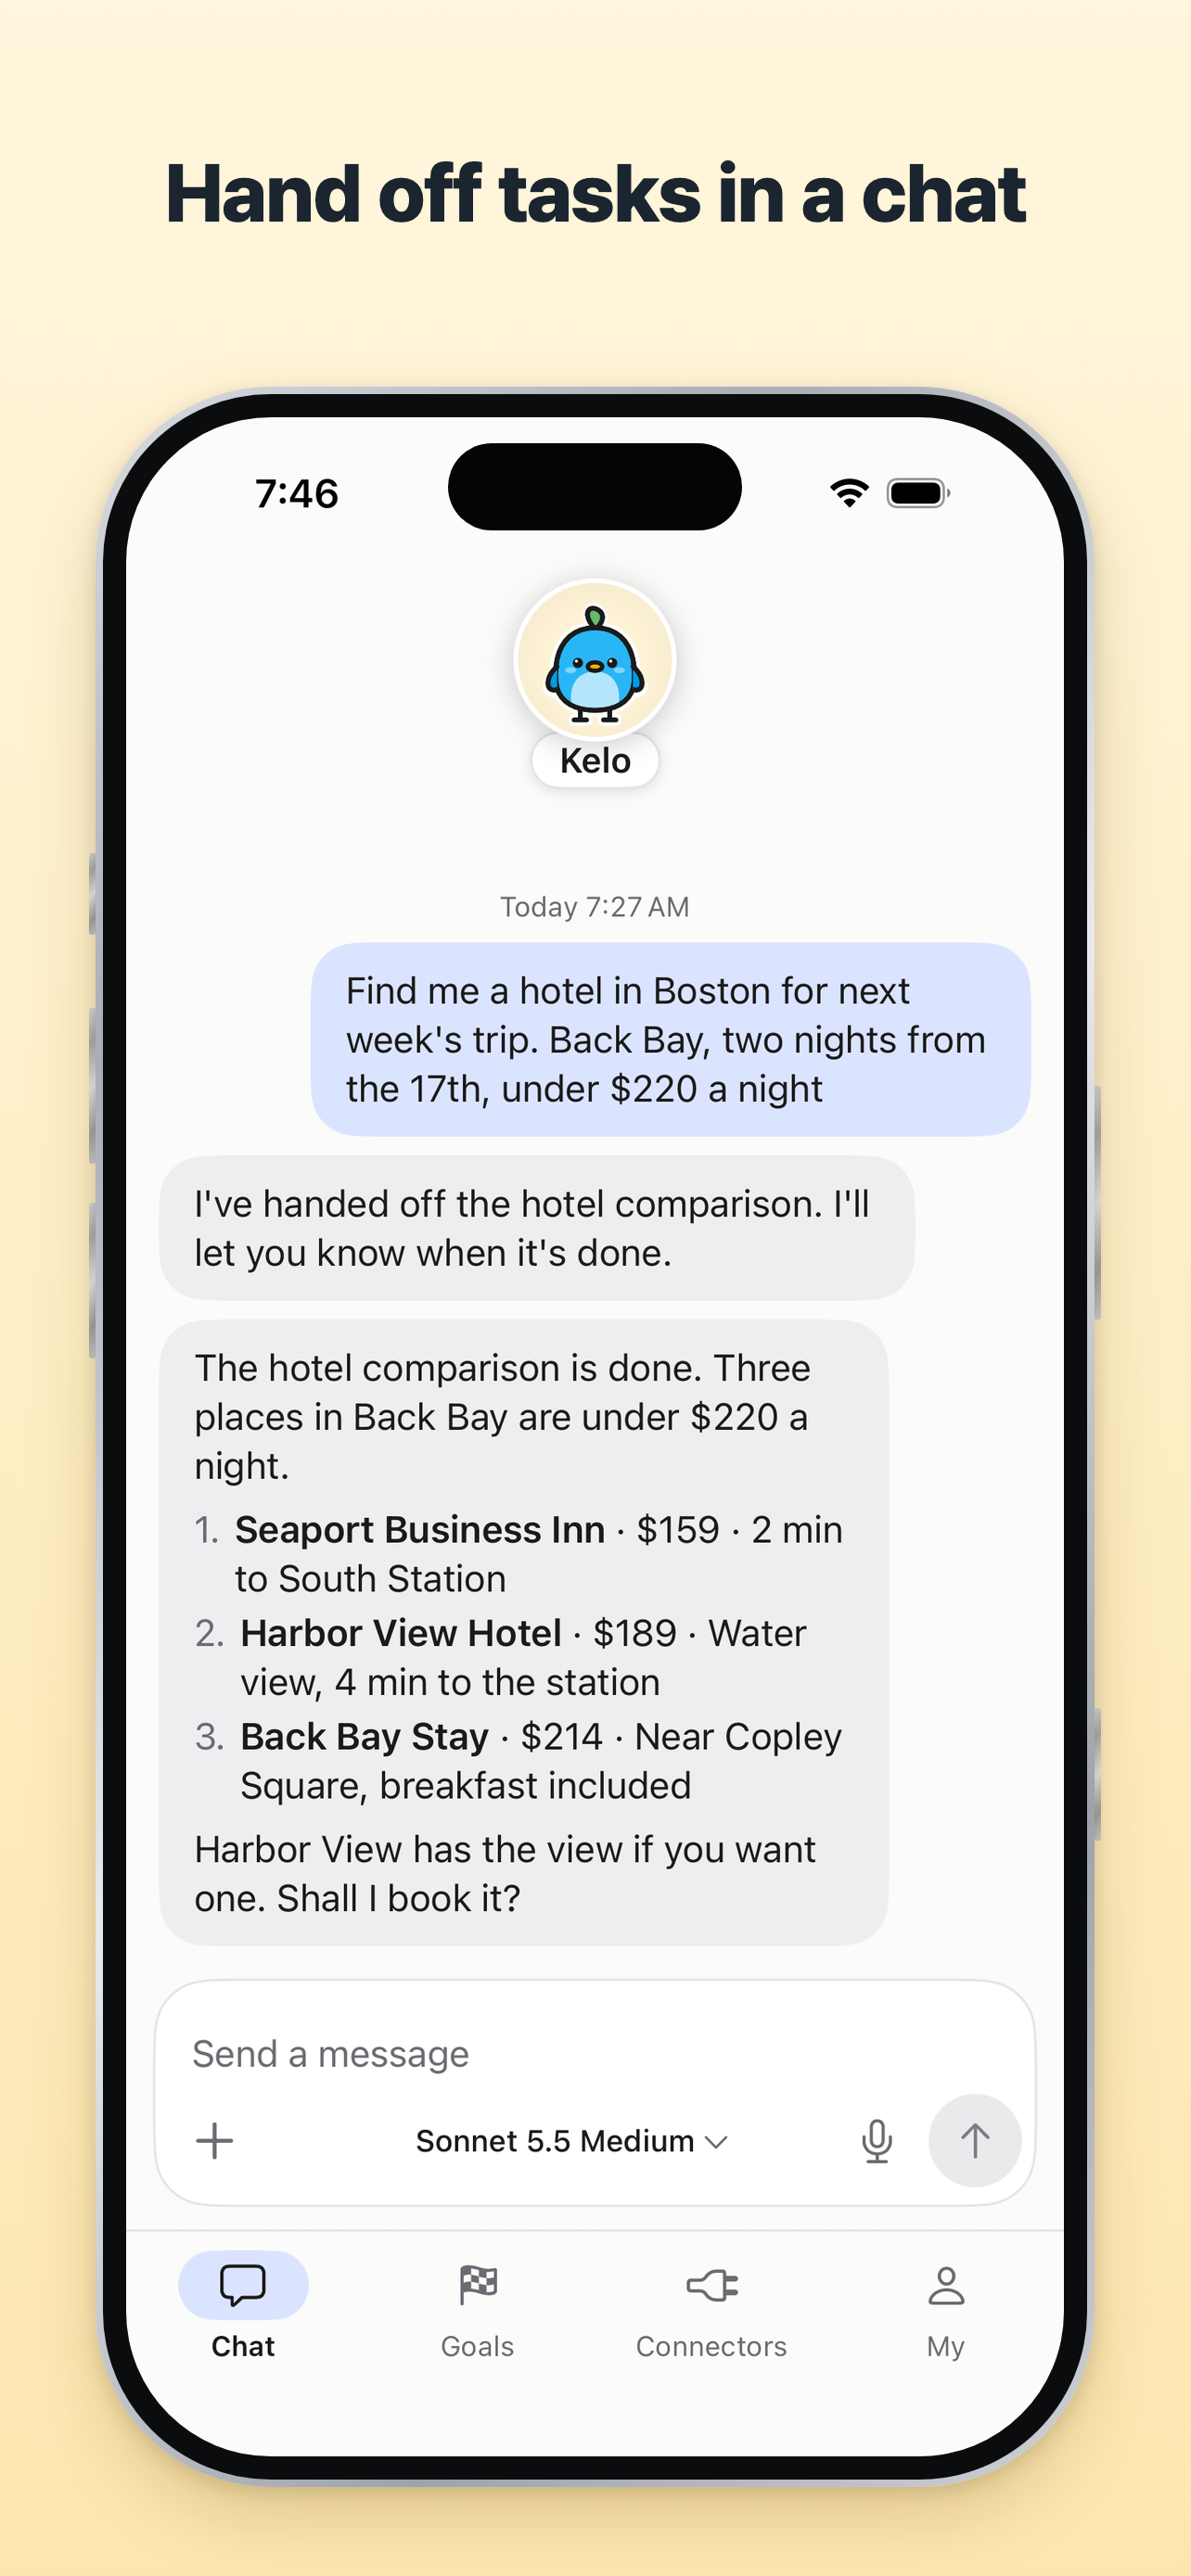 Hand off tasks in a chat
7:46
Kelo
Today 7:27 AM
Find me a hotel in Boston for next
week's trip. Back Bay, two nights from
the 17th, under $220 a night
I've handed off the hotel comparison. I'll
let you know when it's done.
The hotel comparison is done. Three
places in Back Bay are under $220 a
night.
1. Seaport Business Inn · $159 · 2 min
to South Station
2. Harbor View Hotel · $189 · Water
view, 4 min to the station
3. Back Bay Stay · $214 · Near Copley
Square, breakfast included
Harbor View has the view if you want
one. Shall I book it?
Send a message
Sonnet 5.5 Medium
Chat
Goals
Connectors
My